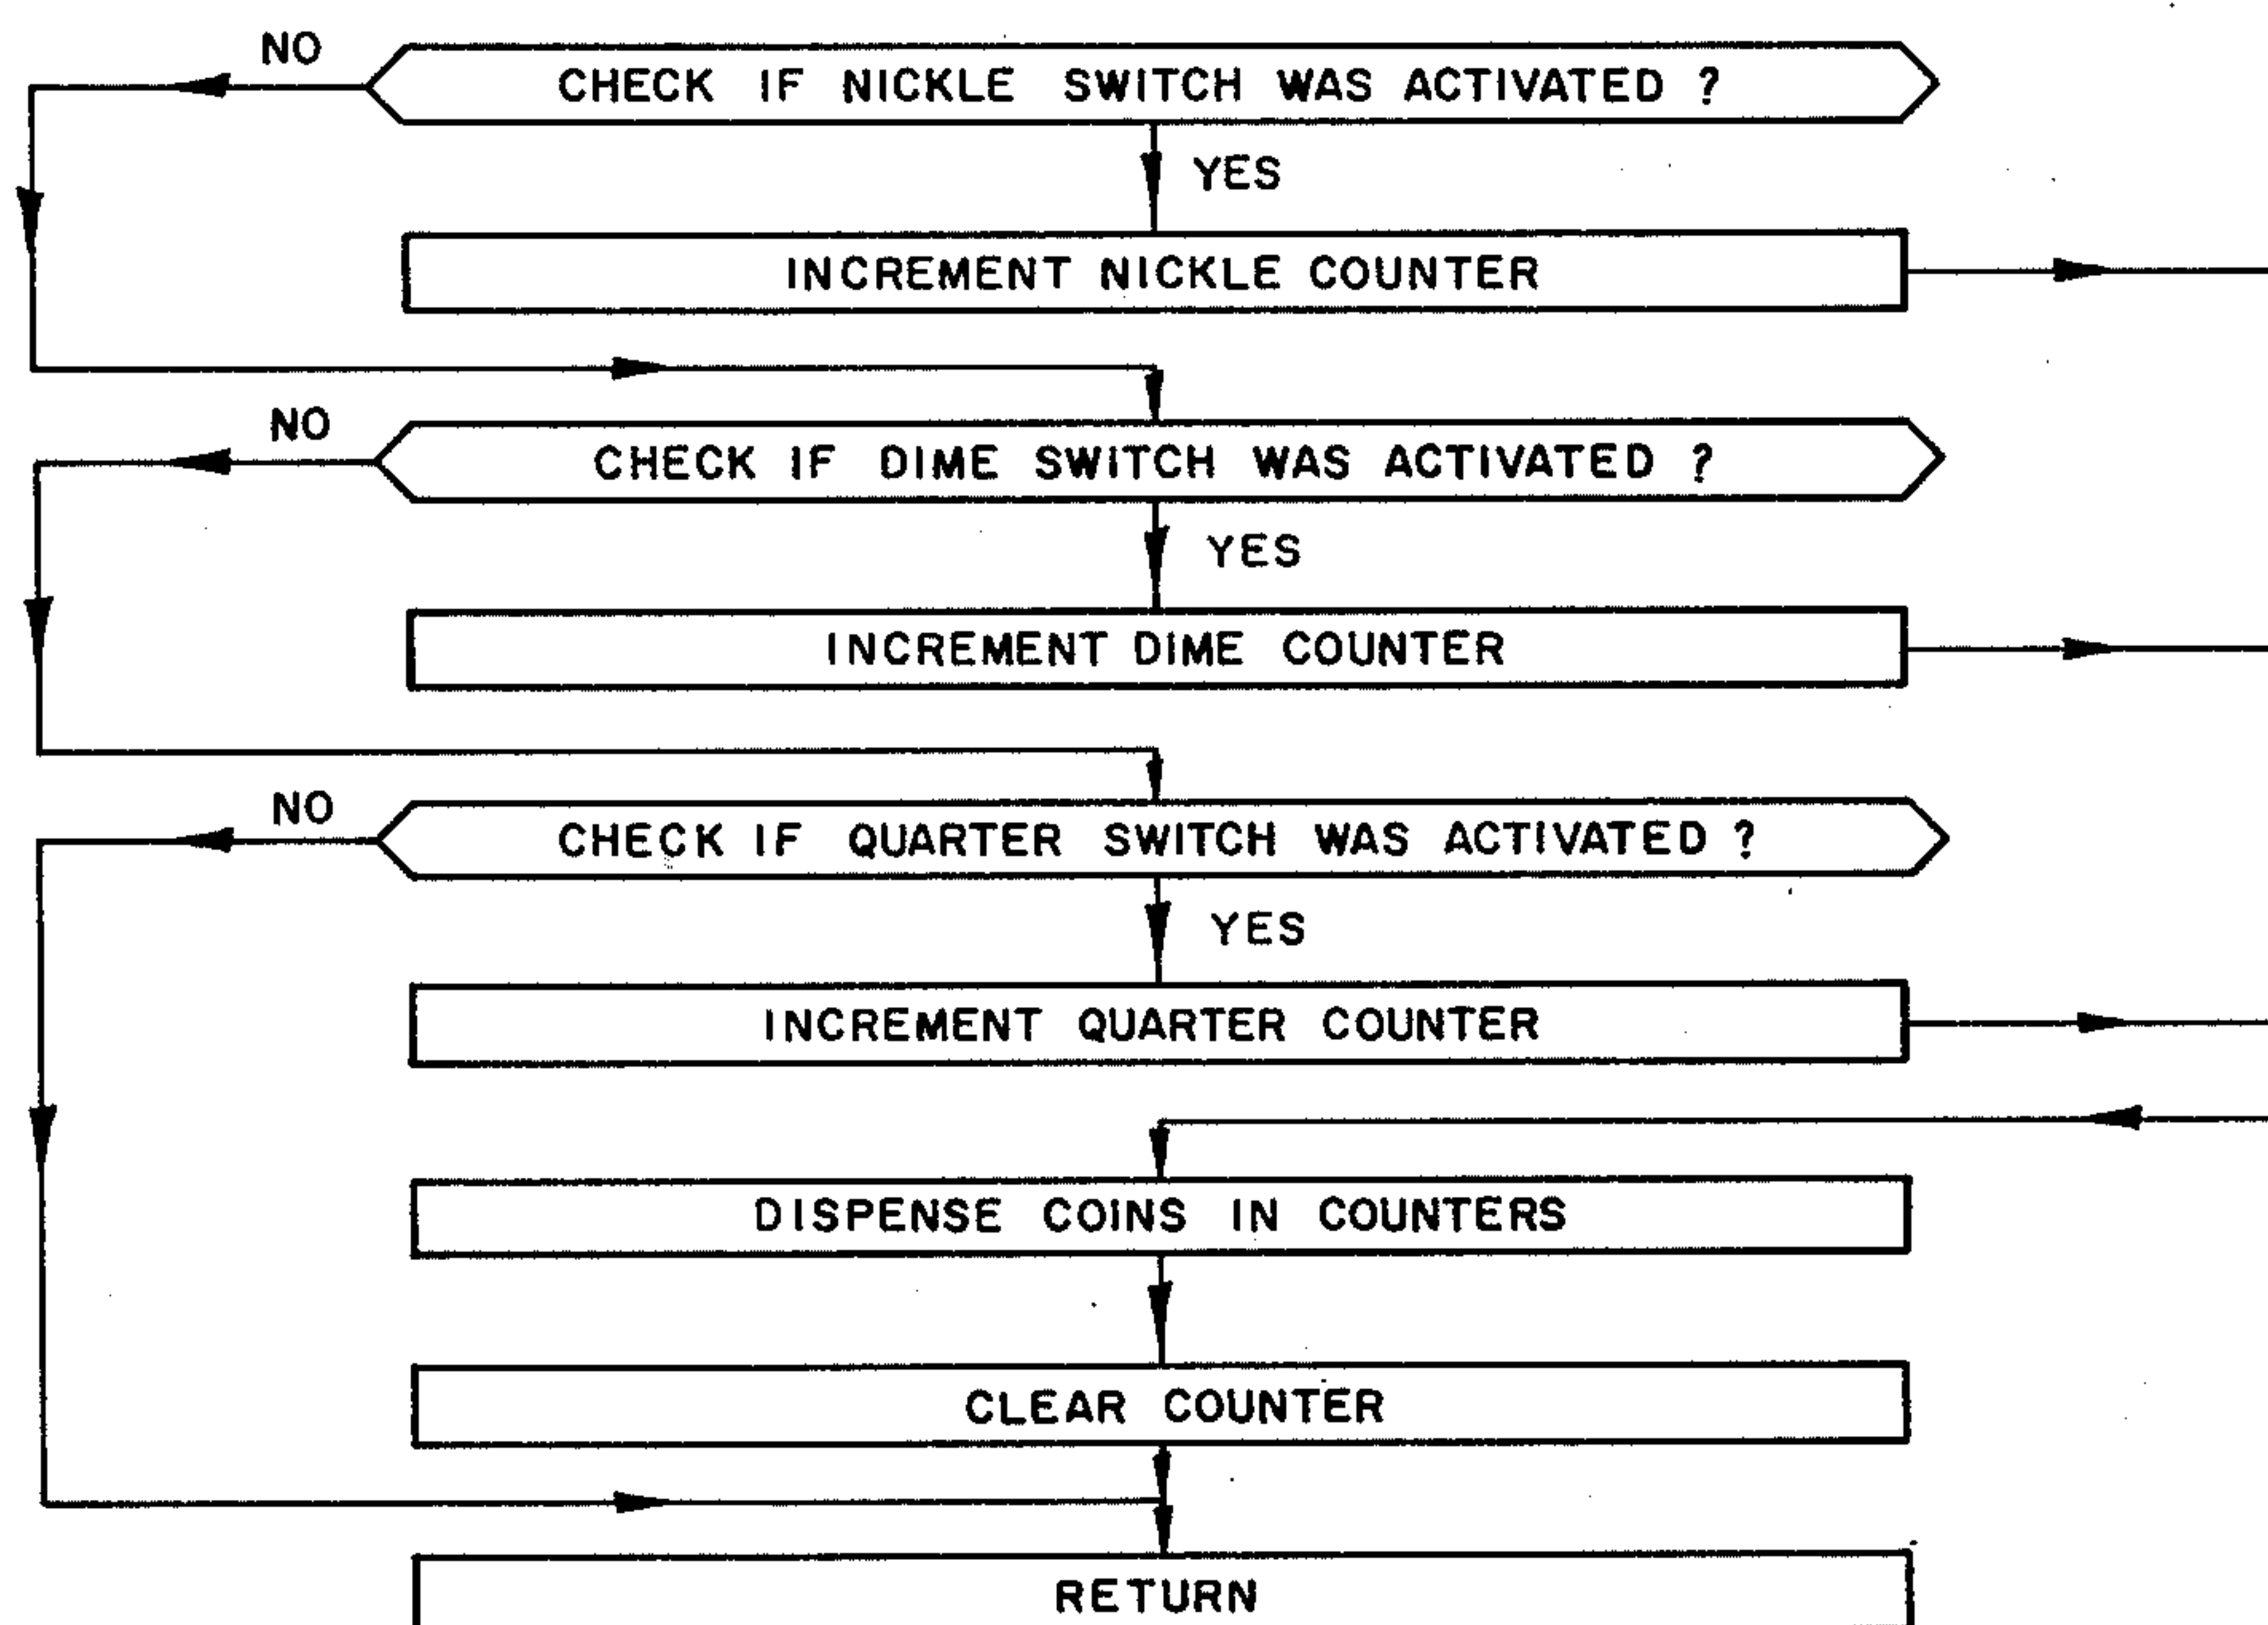 NO
CHECK IF NICKLE SWITCH WAS ACTIVATED ?
YES
INCREMENT NICKLE COUNTER
NO
CHECK IF DIME SWITCH WAS ACTIVATED ?
YES
INCREMENT DIME COUNTER
NO
CHECK IF QUARTER SWITCH WAS ACTIVATED ?
YES
INCREMENT QUARTER COUNTER
DISPENSE COINS IN COUNTERS
CLEAR COUNTER
RETURN